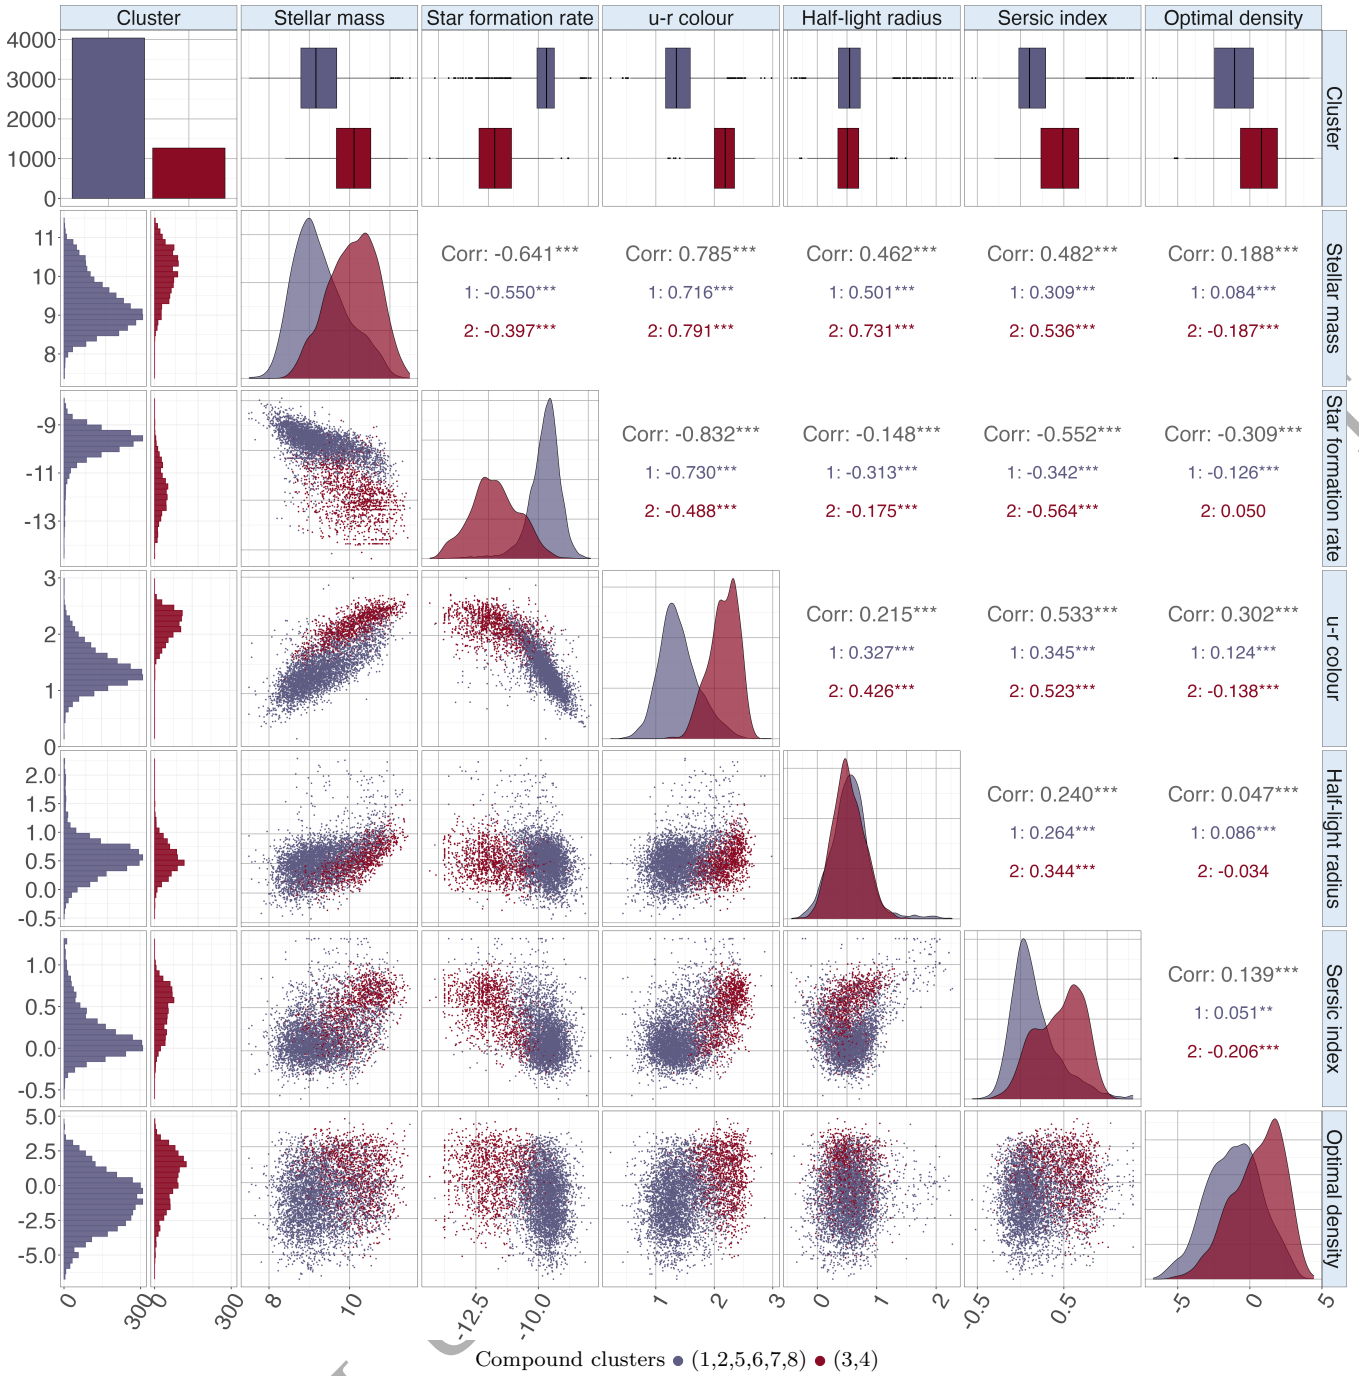 Cluster Stellar mass Star formation rate u-r colour Half-light radius Sersic index Optimal density
4000
3000
2000
1000
0
Cluster
11
10
9
8
Corr: -0.641*** Corr: 0.785*** Corr: 0.462*** Corr: 0.482*** Corr: 0.188***
1: -0.550*** 1: 0.716*** 1: 0.501*** 1: 0.309*** 1: 0.084***
2: -0.397*** 2: 0.791*** 2: 0.731*** 2: 0.536*** 2: -0.187***
Stellar mass
-9
-11
-13
Corr: -0.832*** Corr: -0.148*** Corr: -0.552*** Corr: -0.309***
1: -0.730*** 1: -0.313*** 1: -0.342*** 1: -0.126***
2: -0.488*** 2: -0.175*** 2: -0.564*** 2: 0.050
Star formation rate
3
2
1
0
Corr: 0.215*** Corr: 0.533*** Corr: 0.302***
1: 0.327*** 1: 0.345*** 1: 0.124***
2: 0.426*** 2: 0.523*** 2: -0.138***
u-r colour
2.0
1.5
1.0
0.5
0.0
-0.5
Corr: 0.240*** Corr: 0.047***
1: 0.264*** 1: 0.086***
2: 0.344*** 2: -0.034
Half-light radius
1.0
0.5
0.0
-0.5
Corr: 0.139***
1: 0.051**
2: -0.206***
Sersic index
5.0
2.5
0.0
-2.5
-5.0
Optimal density
0 300 0 300 8 10 -12.5 -10.0 1 2 3 0 1 2 -0.5 0.5 -5 0 5
Compound clusters (1,2,5,6,7,8) (3,4)